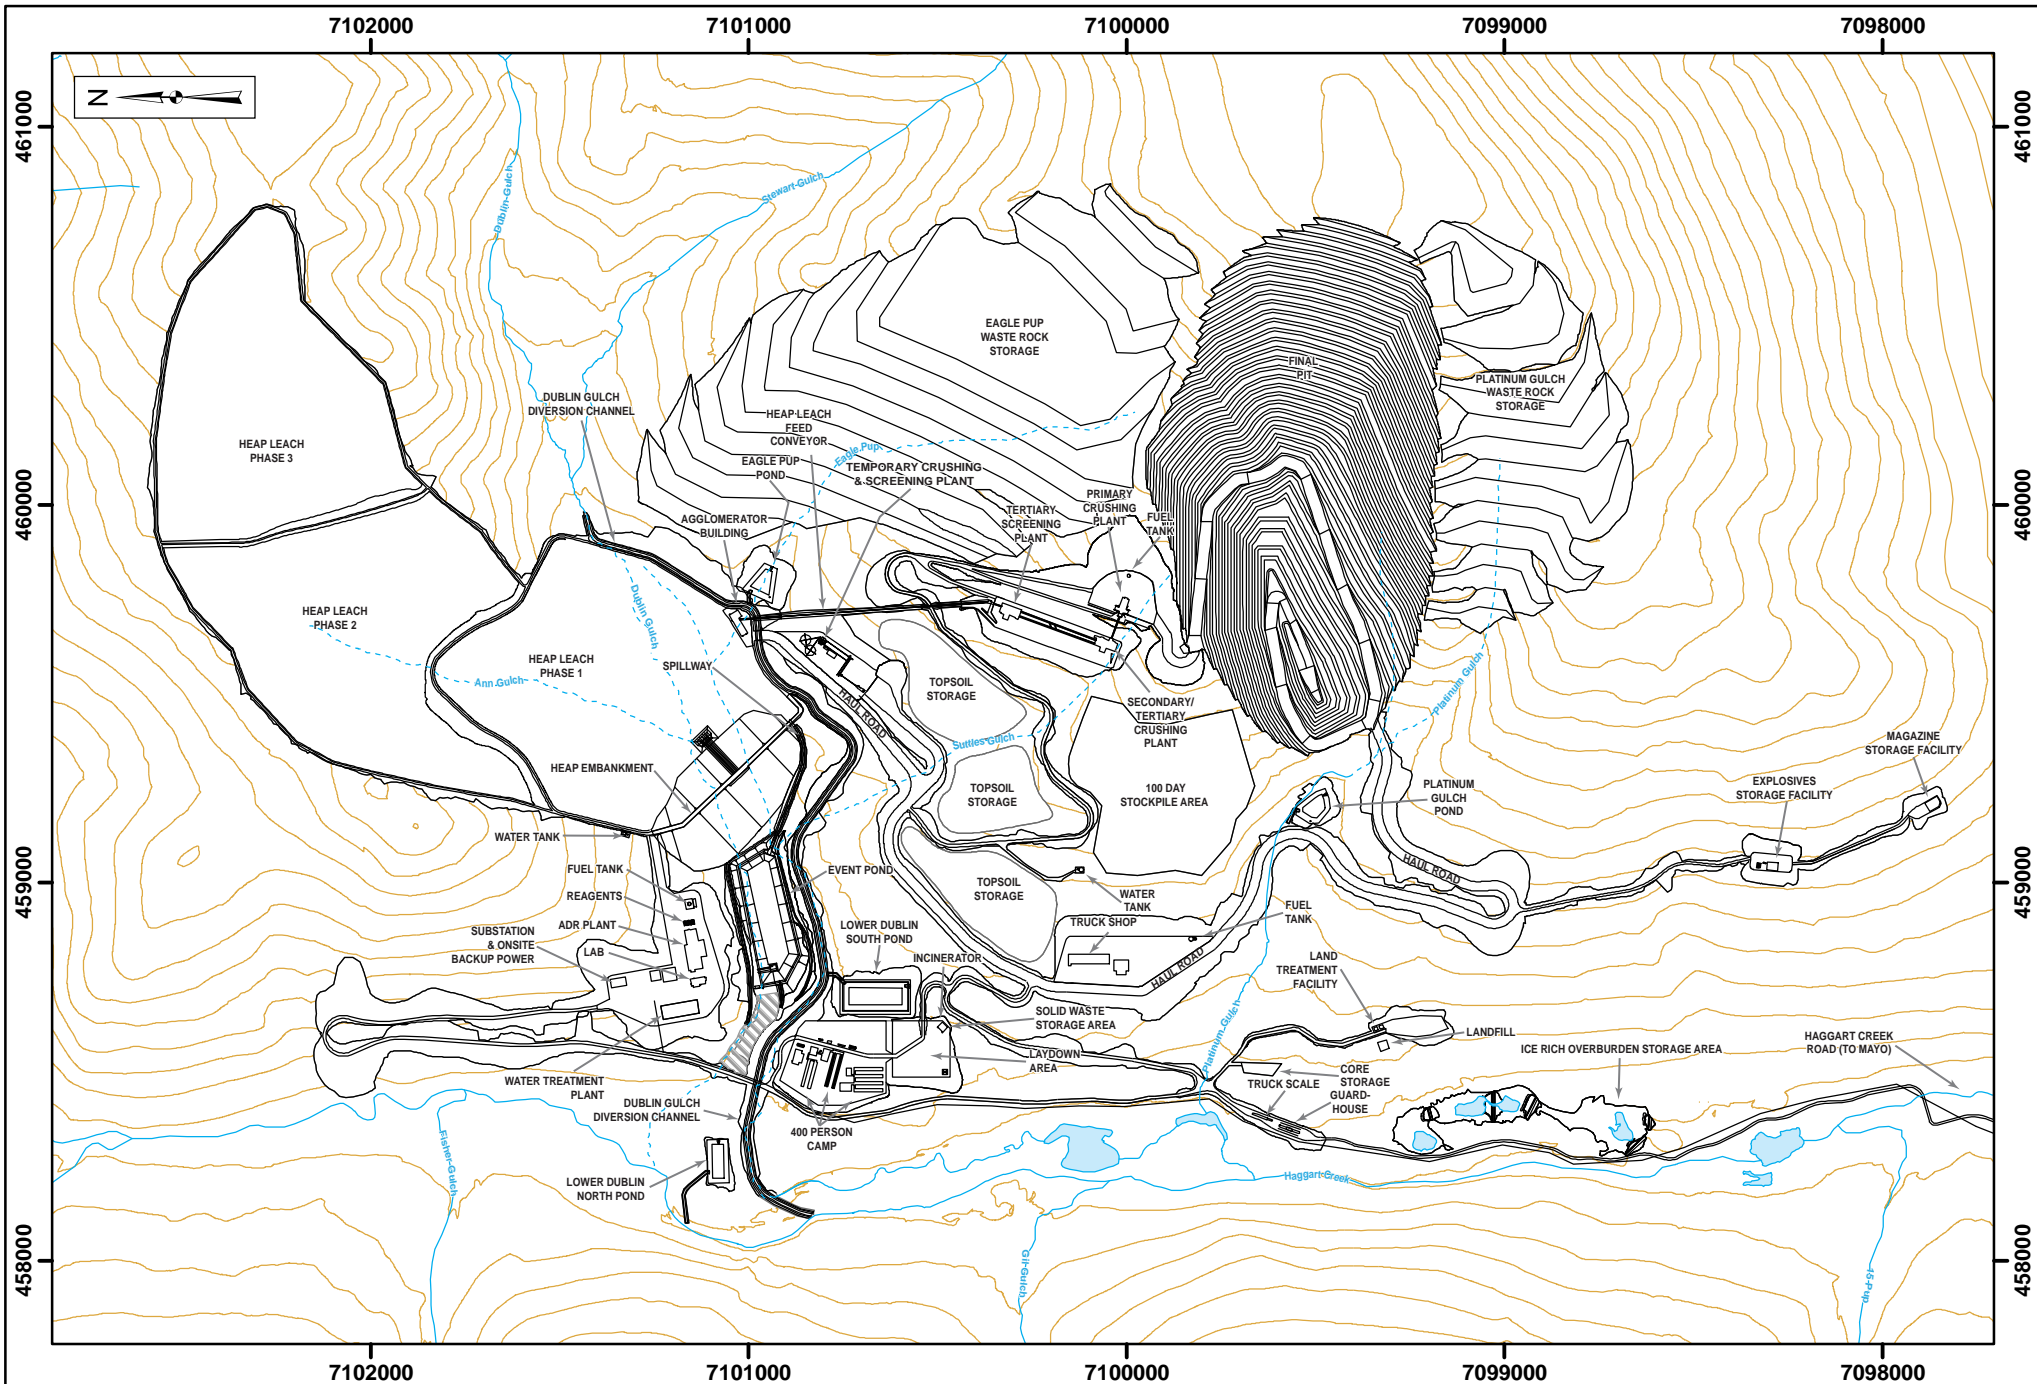 7102000
7101000
7100000
7099000
7098000
461000
461000
N
Dublin Gulch
Stewart Gulch
EAGLE PUP
WASTE ROCK
STORAGE
FINAL
PIT
PLATINUM GULCH
WASTE ROCK
STORAGE
DUBLIN GULCH
DIVERSION CHANNEL
HEAP LEACH
FEED
CONVEYOR
HEAP LEACH
PHASE 3
Eagle Pup
EAGLE PUP
POND
TEMPORARY CRUSHING
& SCREENING PLANT
PRIMARY
CRUSHING
PLANT
TERTIARY
SCREENING
PLANT
FUEL
TANK
AGGLOMERATOR
BUILDING
460000
460000
HEAP LEACH
PHASE 2
Dublin Gulch
HEAP LEACH
PHASE 1
SPILLWAY
Ann Gulch
TOPSOIL
STORAGE
HAUL ROAD
SECONDARY/
TERTIARY
CRUSHING
PLANT
Platinum Gulch
Suttles Gulch
MAGAZINE
STORAGE FACILITY
HEAP EMBANKMENT
TOPSOIL
STORAGE
100 DAY
STOCKPILE AREA
PLATINUM
GULCH
POND
EXPLOSIVES
STORAGE FACILITY
WATER TANK
HAUL ROAD
459000
459000
FUEL TANK
EVENT POND
TOPSOIL
STORAGE
WATER
TANK
REAGENTS
ADR PLANT
LOWER DUBLIN
SOUTH POND
TRUCK SHOP
FUEL
TANK
SUBSTATION
& ONSITE
BACKUP POWER
LAB
INCINERATOR
HAUL ROAD
LAND
TREATMENT
FACILITY
SOLID WASTE
STORAGE AREA
Platinum Gulch
LANDFILL
ICE RICH OVERBURDEN STORAGE AREA
HAGGART CREEK
ROAD (TO MAYO)
LAYDOWN
AREA
WATER TREATMENT
PLANT
TRUCK SCALE
CORE
STORAGE
GUARD-
HOUSE
DUBLIN GULCH
DIVERSION CHANNEL
400 PERSON
CAMP
Fisher Gulch
LOWER DUBLIN
NORTH POND
Haggart Creek
Gil Gulch
15 Pup
458000
458000
7102000
7101000
7100000
7099000
7098000